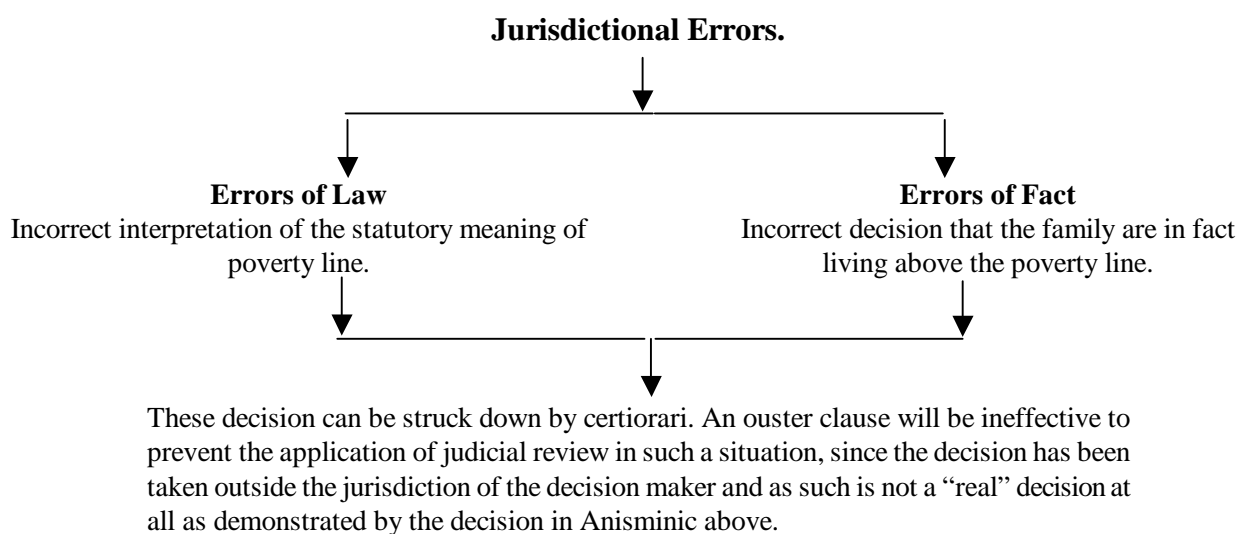 Jurisdictional Errors.
Errors of Law
Incorrect interpretation of the statutory meaning of
poverty line.
Errors of Fact
Incorrect decision that the family are in fact
living above the poverty line.
These decision can be struck down by certiorari. An ouster clause will be ineffective to
prevent the application of judicial review in such a situation, since the decision has been
taken outside the jurisdiction of the decision maker and as such is not a “real” decision at
all as demonstrated by the decision in Anisminic above.